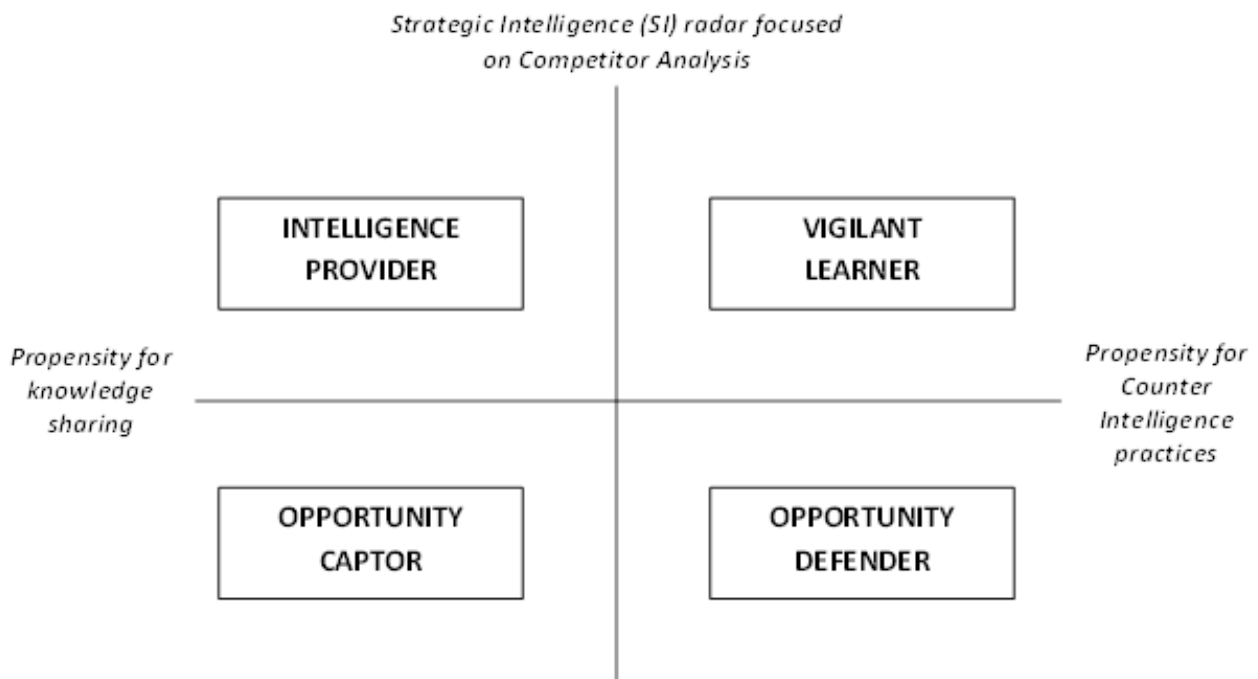 Strategic Intelligence (SI) radar focused
on Competitor Analysis
INTELLIGENCE
PROVIDER
VIGILANT
LEARNER
Propensity for
knowledge
sharing
Propensity for
Counter
Intelligence
practices
OPPORTUNITY
CAPTOR
OPPORTUNITY
DEFENDER